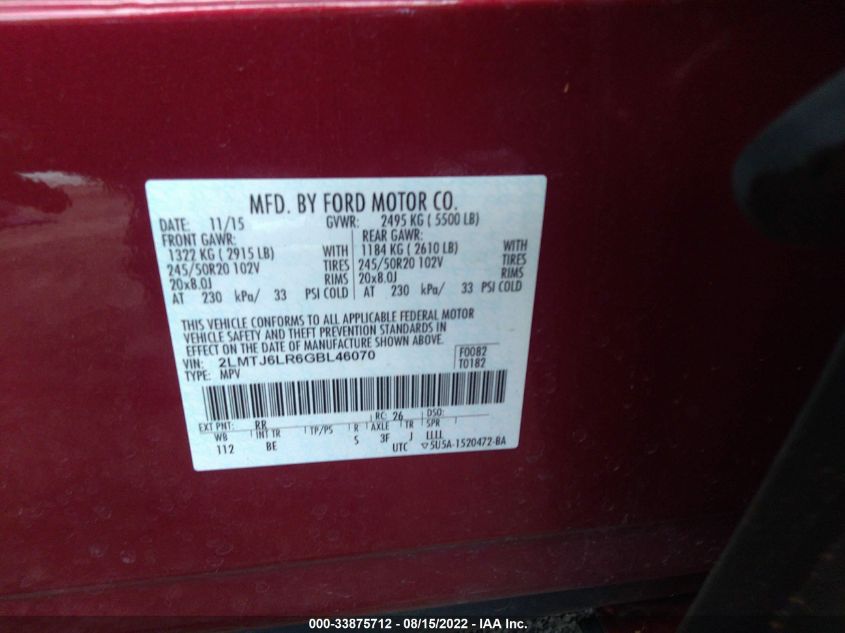 MFD. BY FORD MOTOR CO.
DATE: 11/15 GVWR: 2495 KG ( 5500 LB)
FRONT GAWR: REAR GAWR:
1322 KG ( 2915 LB) WITH 1184 KG ( 2610 LB) WITH
245/50R20 102V TIRES 245/50R20 102V TIRES
20x8.0J RIMS 20x8.0J RIMS
AT 230 kPa/ 33 PSI COLD AT 230 kPa/ 33 PSI COLD
THIS VEHICLE CONFORMS TO ALL APPLICABLE FEDERAL MOTOR
VEHICLE SAFETY AND THEFT PREVENTION STANDARDS IN
EFFECT ON THE DATE OF MANUFACTURE SHOWN ABOVE.
VIN: 2LMTJ6LR6GBL46070 F0082
TYPE: MPV T0182
EXT PNT: RR RC: 26 DSO:
WB INT TR TP/PS R AXLE TR SPR
112 BE S 3F J LLLL
UTC ▽5U5A-1520472-BA
000-33875712 - 08/15/2022 - IAA Inc.